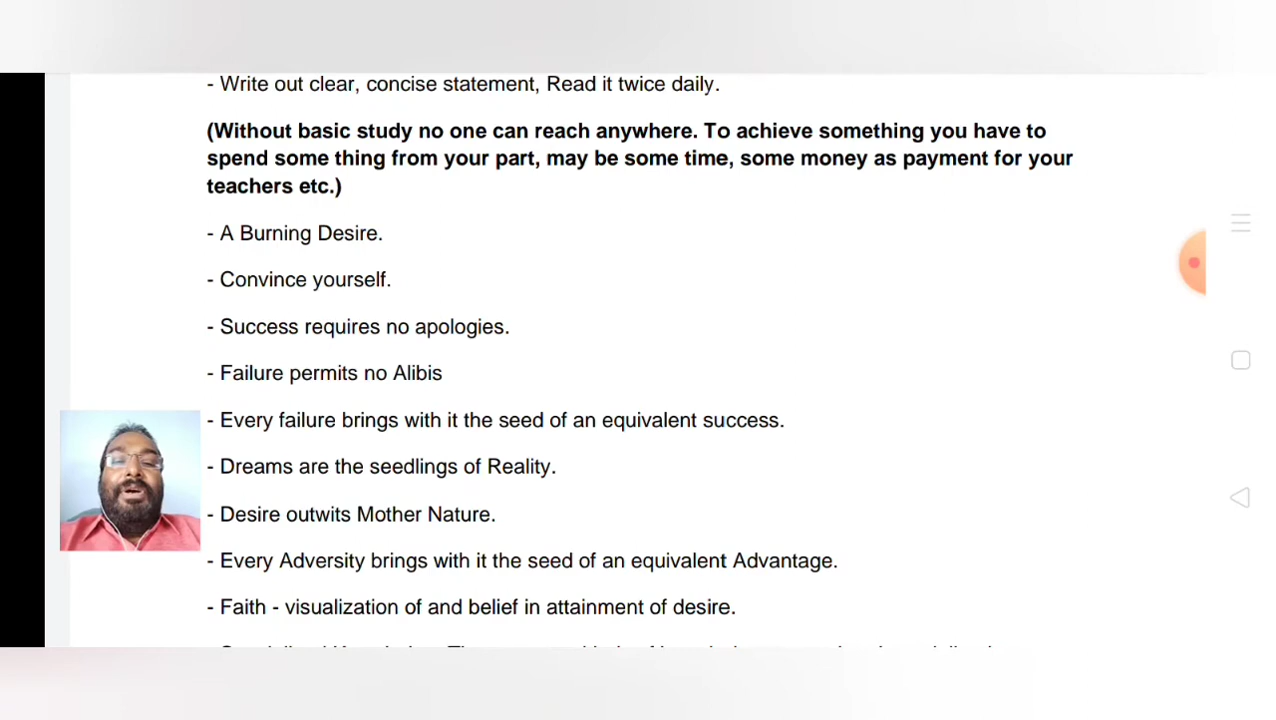 - Write out clear, concise statement, Read it twice daily.
(Without basic study no one can reach anywhere. To achieve something you have to
spend some thing from your part, may be some time, some money as payment for your
teachers etc.)
- A Burning Desire.
- Convince yourself.
- Success requires no apologies.
- Failure permits no Alibis
- Every failure brings with it the seed of an equivalent success.
- Dreams are the seedlings of Reality.
- Desire outwits Mother Nature.
- Every Adversity brings with it the seed of an equivalent Advantage.
- Faith - visualization of and belief in attainment of desire.